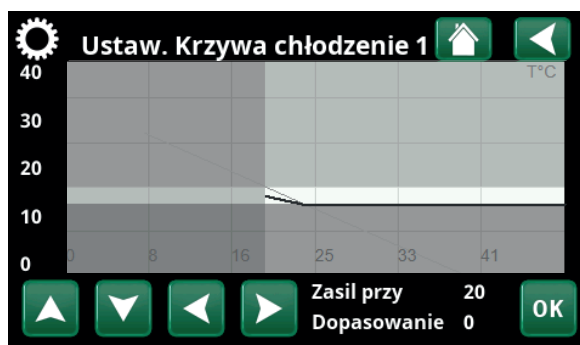 Ustaw. Krzywa chłodzenie 1
40
T°C
30
20
10
0 8 16 25 33 41
0
Zasil przy 20
Dopasowanie 0
OK